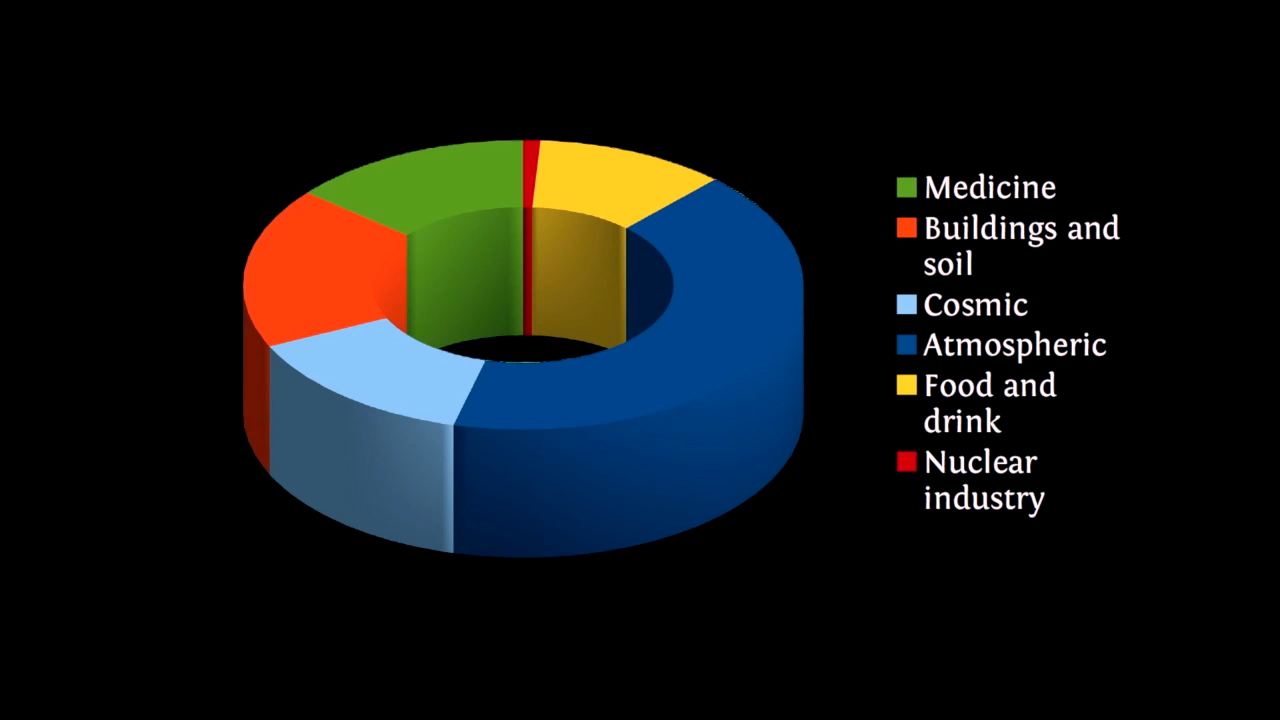 Medicine
Buildings and
soil
Cosmic
Atmospheric
Food and
drink
Nuclear
industry